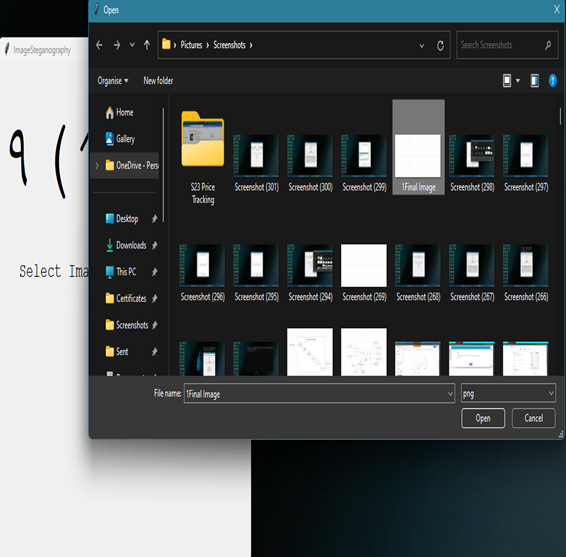 Open
ImageSteganography
Pictures
Screenshots
Search Screenshots
Organise
New folder
Home
Gallery
OneDrive - Pers
Desktop
Downloads
This PC
Certificates
Screenshots
Sent
S23 Price
Tracking
Screenshot (301)
Screenshot (300)
Screenshot (299)
1Final Image
Screenshot (298)
Screenshot (297)
Screenshot (296)
Screenshot (295)
Screenshot (294)
Screenshot (269)
Screenshot (268)
Screenshot (267)
Screenshot (266)
q (
Select Ima
File name:
1Final Image
png
Open
Cancel